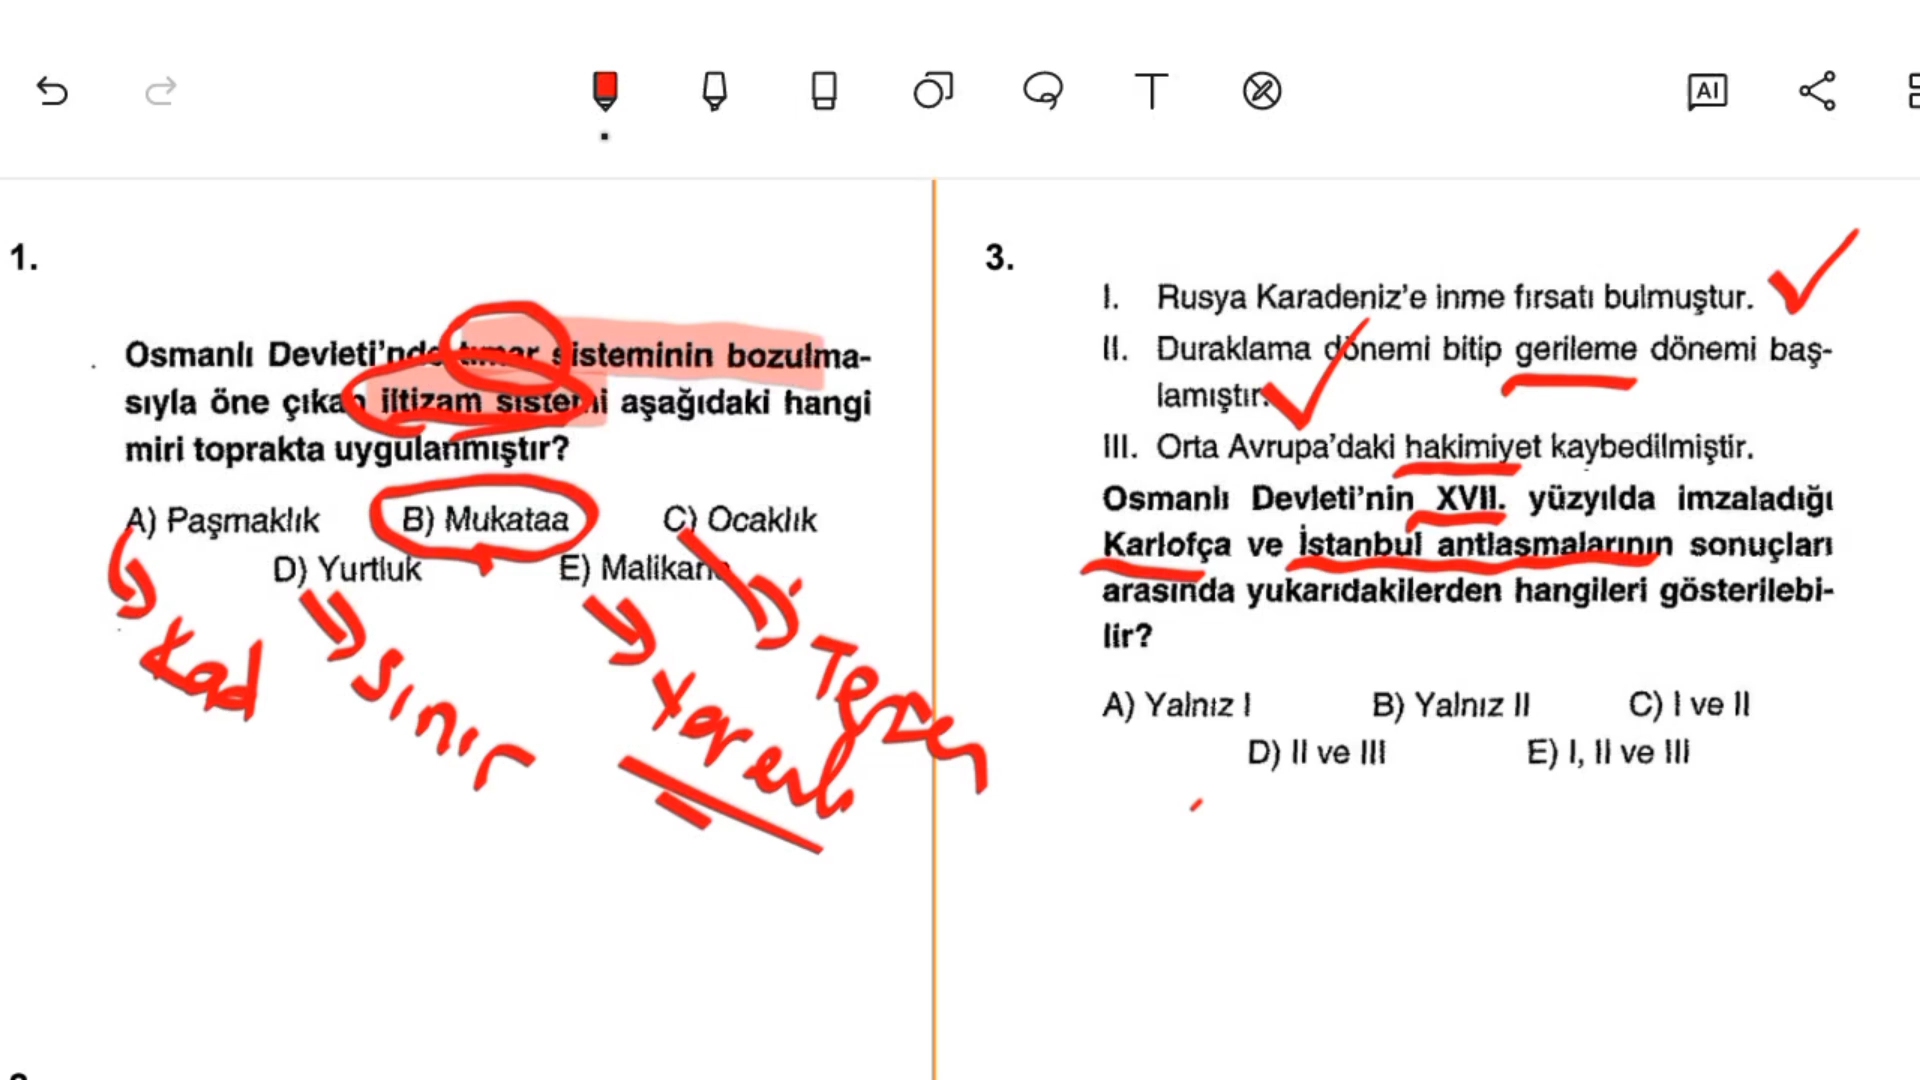 AI
1.
Osmanlı Devleti'nde tımar sisteminin bozulma-
sıyla öne çıkan iltizam sistemi aşağıdaki hangi
miri toprakta uygulanmıştır?
A) Paşmaklık B) Mukataa C) Ocaklık
D) Yurtluk E) Malikane
Kad
Sınır
3.
I. Rusya Karadeniz'e inme fırsatı bulmuştur.
II. Duraklama dönemi bitip gerileme dönemi baş-
lamıştır.
III. Orta Avrupa'daki hakimiyet kaybedilmiştir.
Osmanlı Devleti'nin XVII. yüzyılda imzaladığı
Karlofça ve İstanbul antlaşmalarının sonuçları
arasında yukarıdakilerden hangileri gösterilebi-
lir?
A) Yalnız I B) Yalnız II C) I ve II
D) II ve III E) I, II ve III